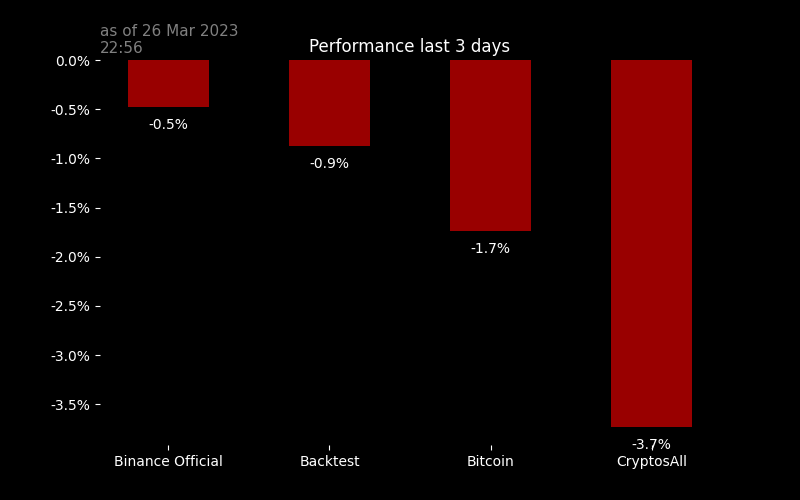 as of 26 Mar 2023
22:56
Performance last 3 days
0.0%
-0.5%
-1.0%
-1.5%
-2.0%
-2.5%
-3.0%
-3.5%
-0.5%
-0.9%
-1.7%
-3.7%
Binance Official
Backtest
Bitcoin
CryptosAll